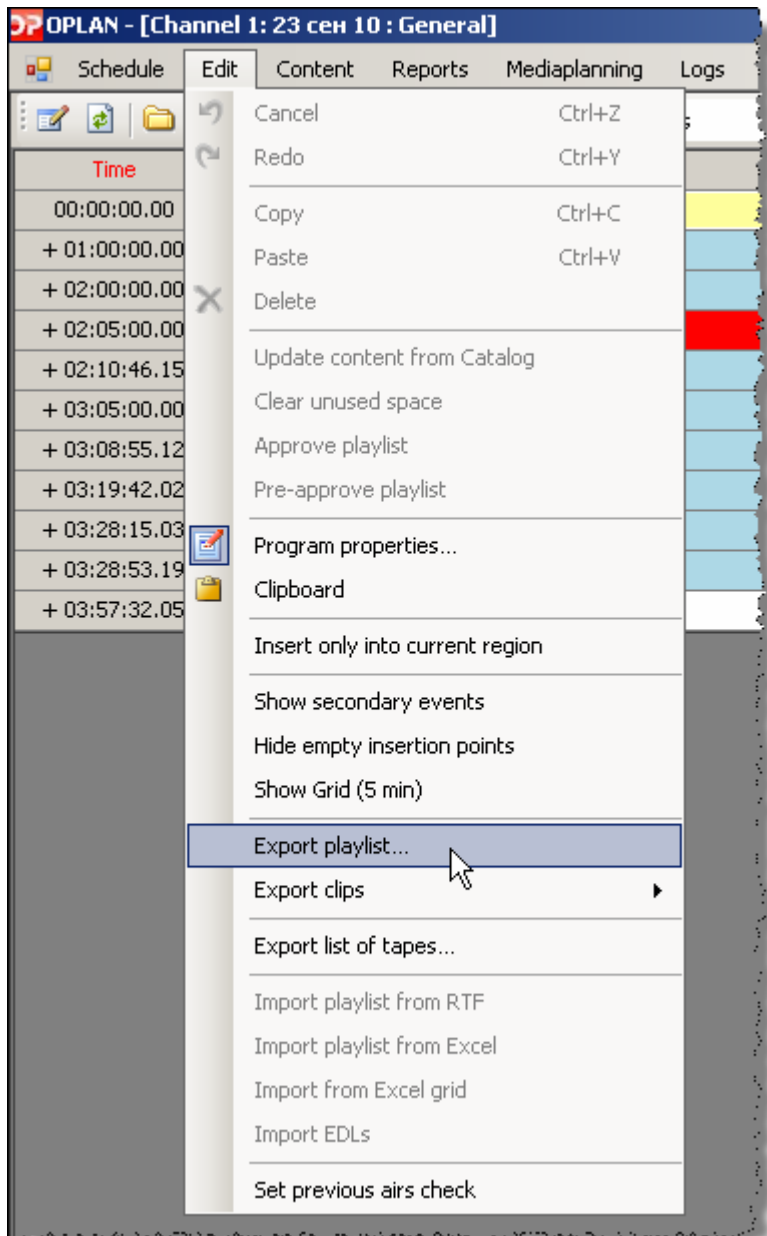 OPLAN - [Channel 1: 23 сен 10 : General]
Schedule Edit Content Reports Mediaplanning Logs
Cancel Ctrl+Z
Redo Ctrl+Y
Time
00:00:00.00
Copy Ctrl+C
+ 01:00:00.00
Paste Ctrl+V
+ 02:00:00.00
Delete
+ 02:05:00.00
Update content from Catalog
+ 02:10:46.15
Clear unused space
+ 03:05:00.00
Approve playlist
+ 03:08:55.12
Pre-approve playlist
+ 03:19:42.02
+ 03:28:15.03
Program properties...
+ 03:28:53.19
Clipboard
+ 03:57:32.05
Insert only into current region
Show secondary events
Hide empty insertion points
Show Grid (5 min)
Export playlist...
Export clips
Export list of tapes...
Import playlist from RTF
Import playlist from Excel
Import from Excel grid
Import EDLs
Set previous airs check